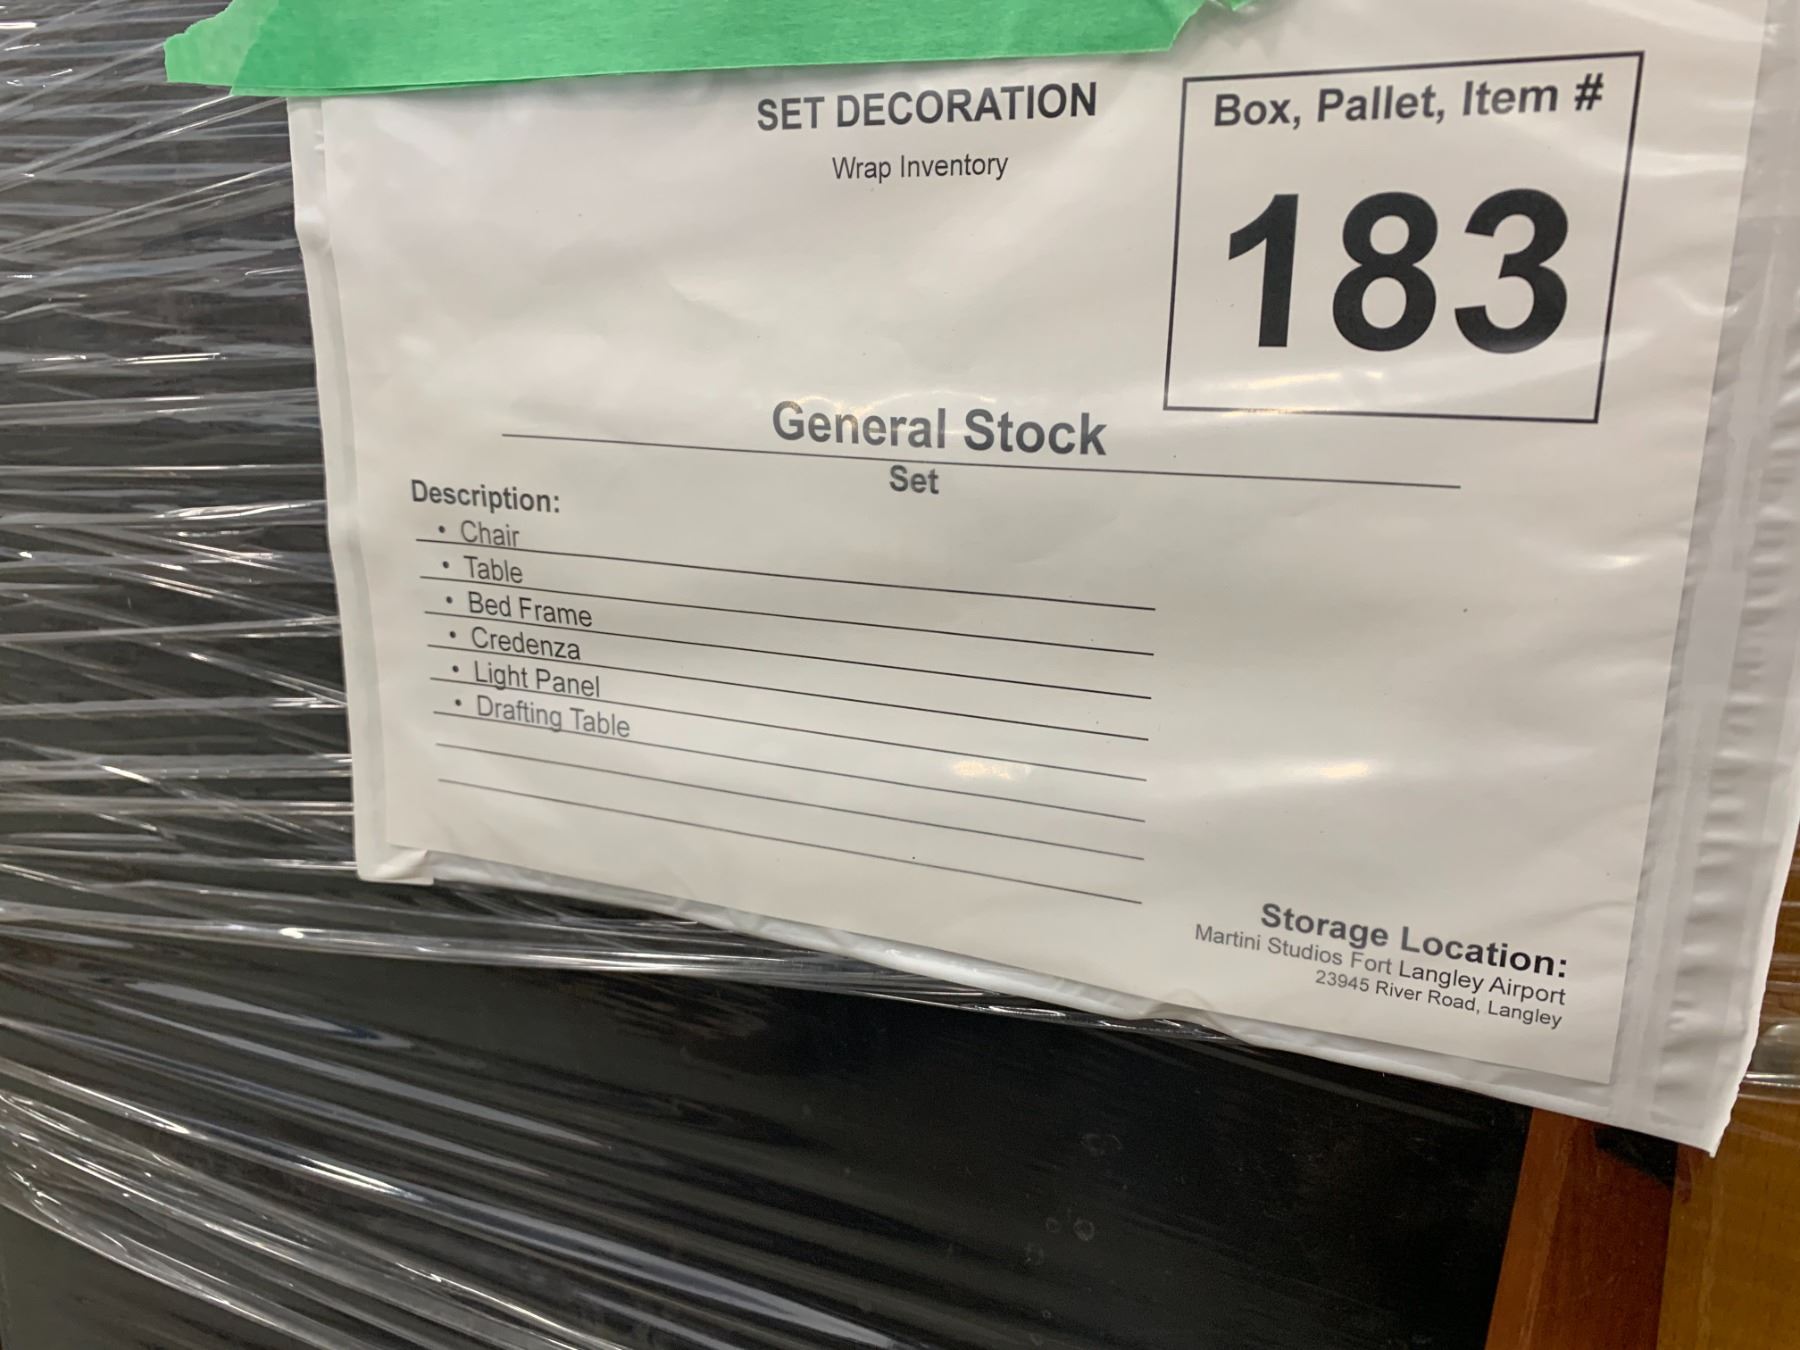 SET DECORATION
Wrap Inventory
Box, Pallet, Item #
183
General Stock
Set
Description:
• Chair
• Table
• Bed Frame
• Credenza
• Light Panel
• Drafting Table
Storage Location:
Martini Studios Fort Langley Airport
23945 River Road, Langley